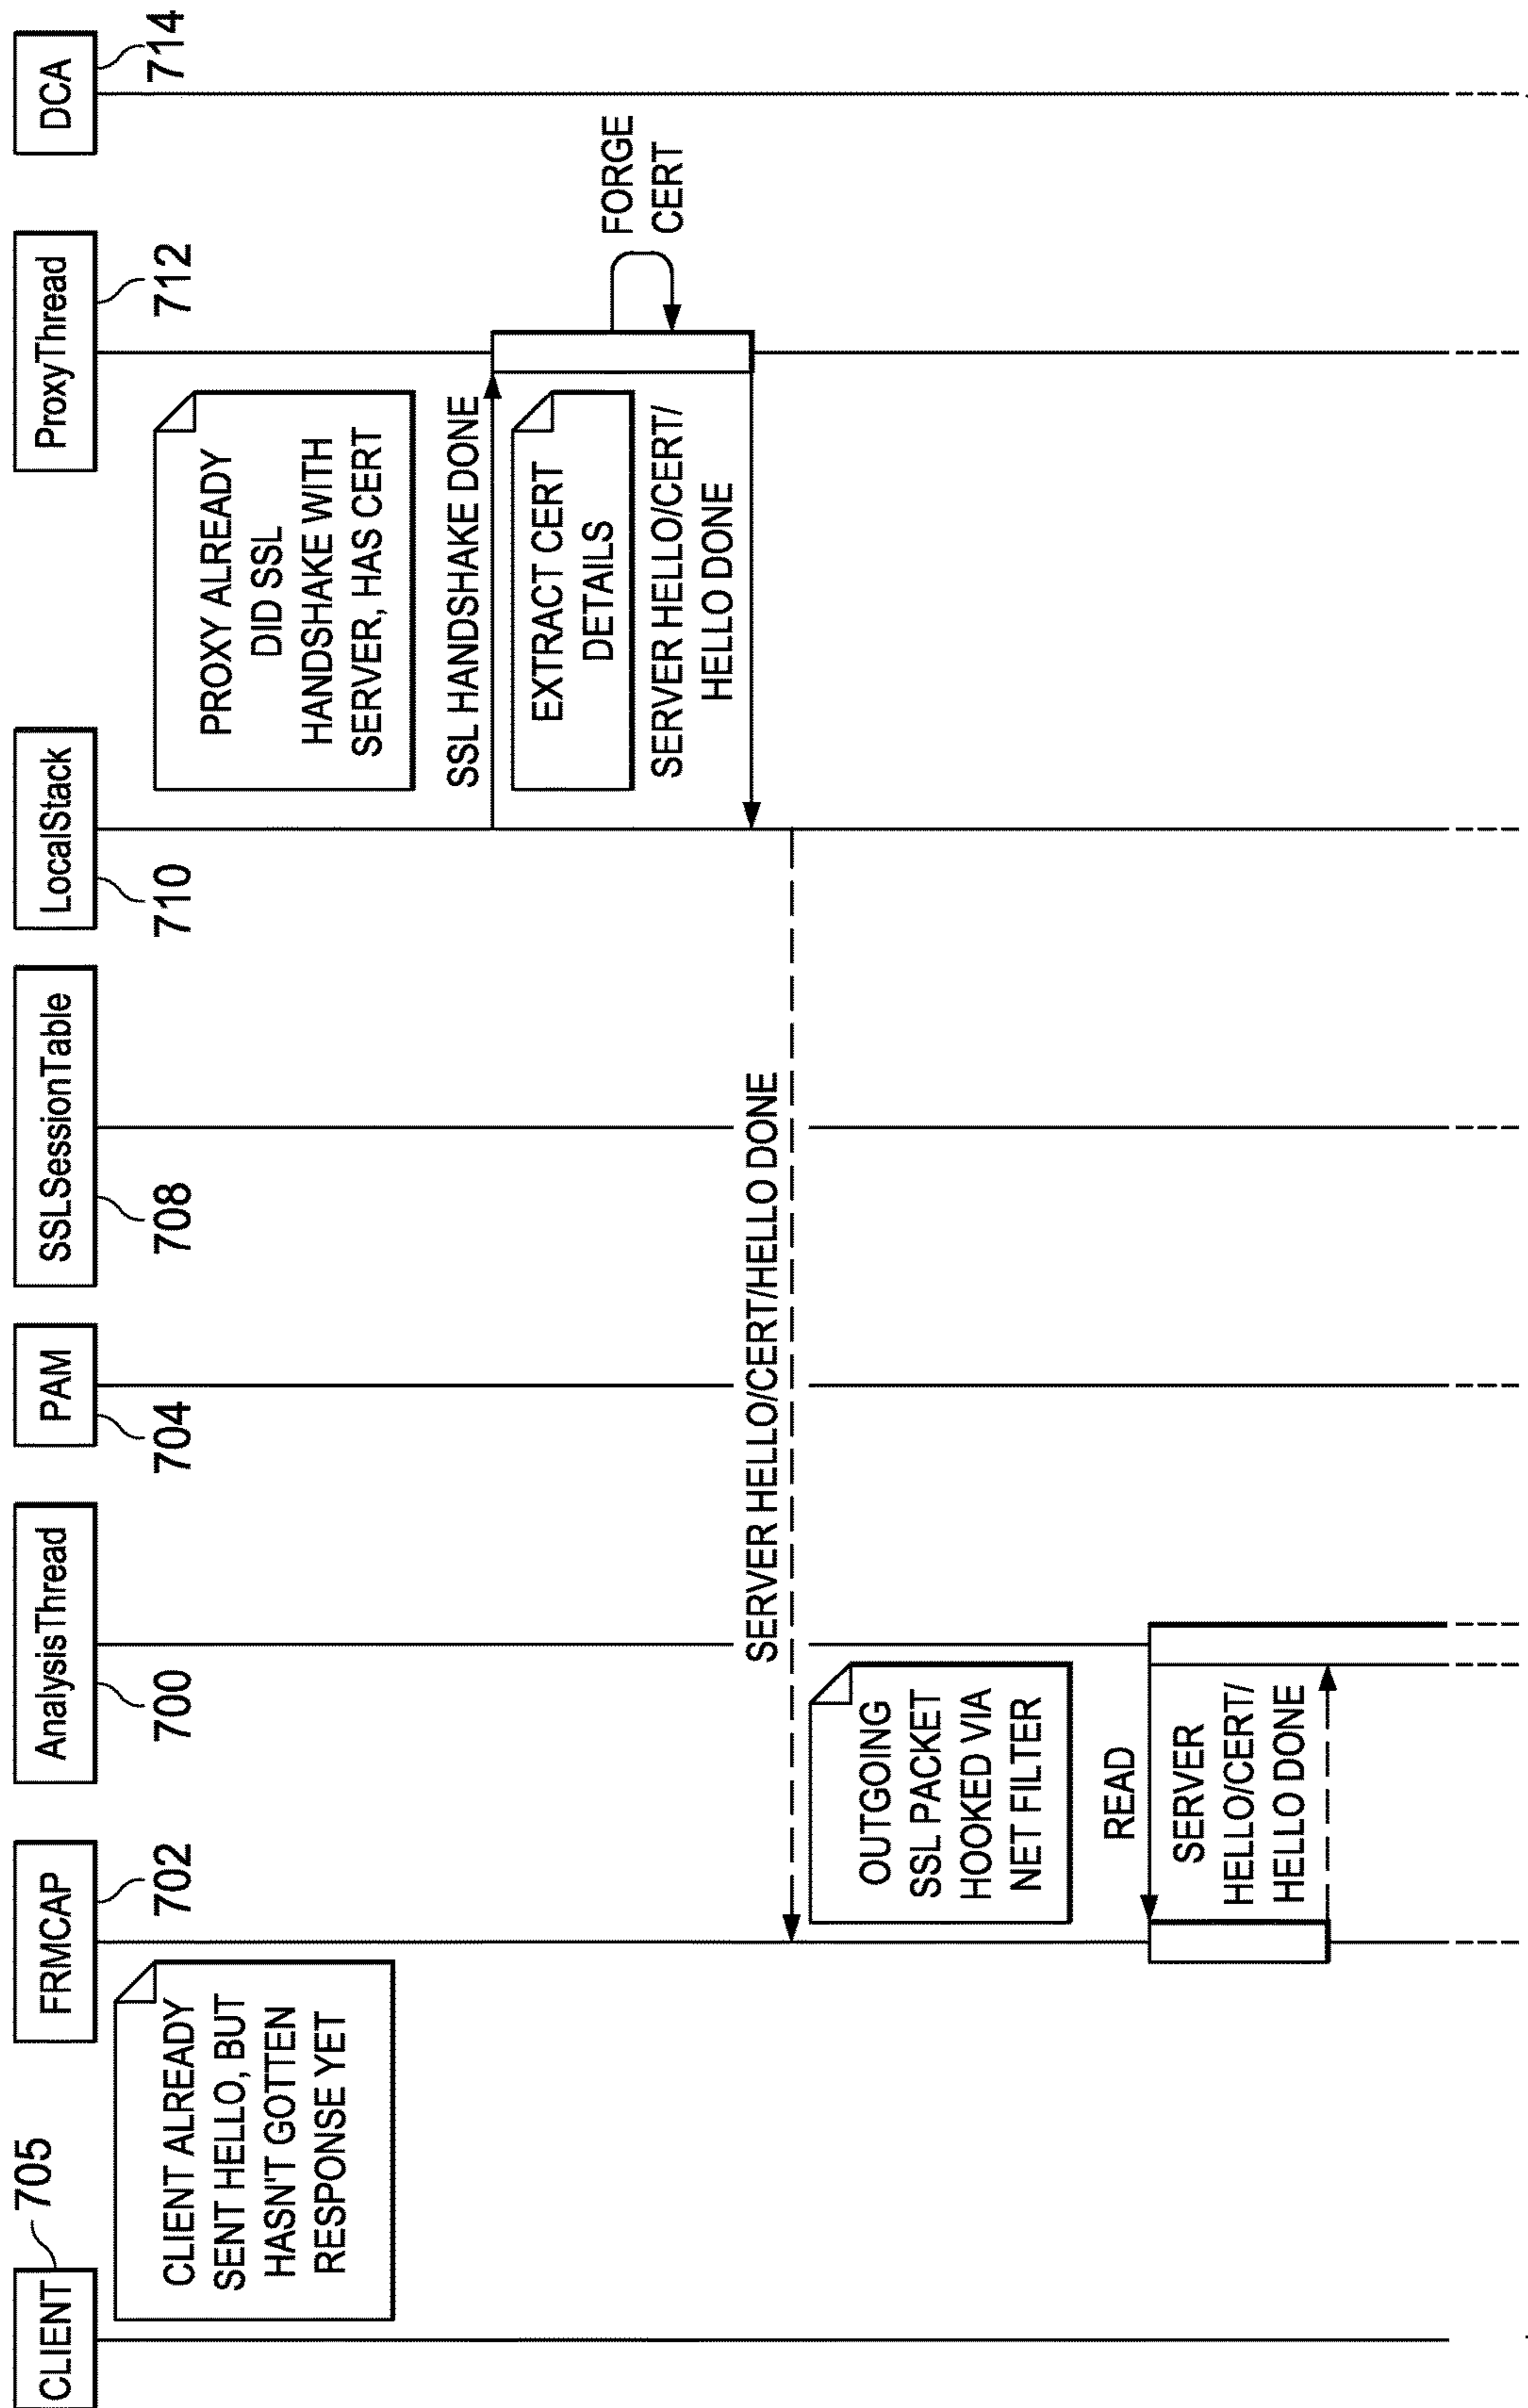 CLIENT
705
FRMCAP
702
AnalysisThread
700
PAM
704
SSLSessionTable
708
LocalStack
710
ProxyThread
712
DCA
714
CLIENT ALREADY
SENT HELLO, BUT
HASN'T GOTTEN
RESPONSE YET
PROXY ALREADY
DID SSL
HANDSHAKE WITH
SERVER, HAS CERT
SSL HANDSHAKE DONE
EXTRACT CERT
DETAILS
FORGE
CERT
SERVER HELLO/CERT/
HELLO DONE
SERVER HELLO/CERT/HELLO DONE
OUTGOING
SSL PACKET
HOOKED VIA
NET FILTER
READ
SERVER
HELLO/CERT/
HELLO DONE